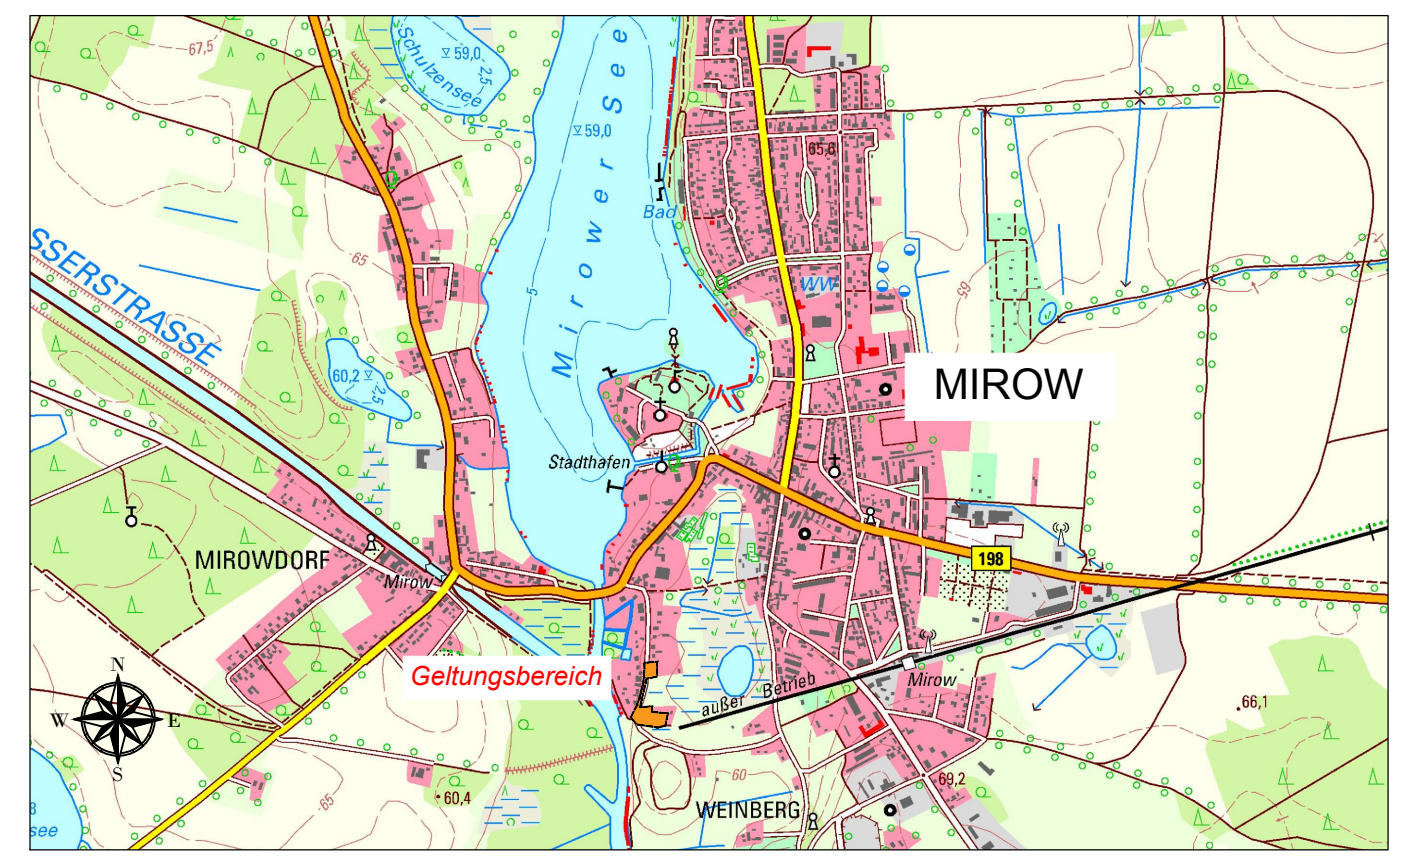 67,5
Schulzensee
59,0
2,5
59,0
Mirower See
65,6
Bad
65
SSERSTRASSE
WW
65
5
60,2
2,5
MIROW
Stadthafen
MIROWDORF
Mirow
198
Geltungsbereich
N
W E
S
außer Betrieb
Mirow
66,1
60
69,2
65
60,4
WEINBERG
8
see